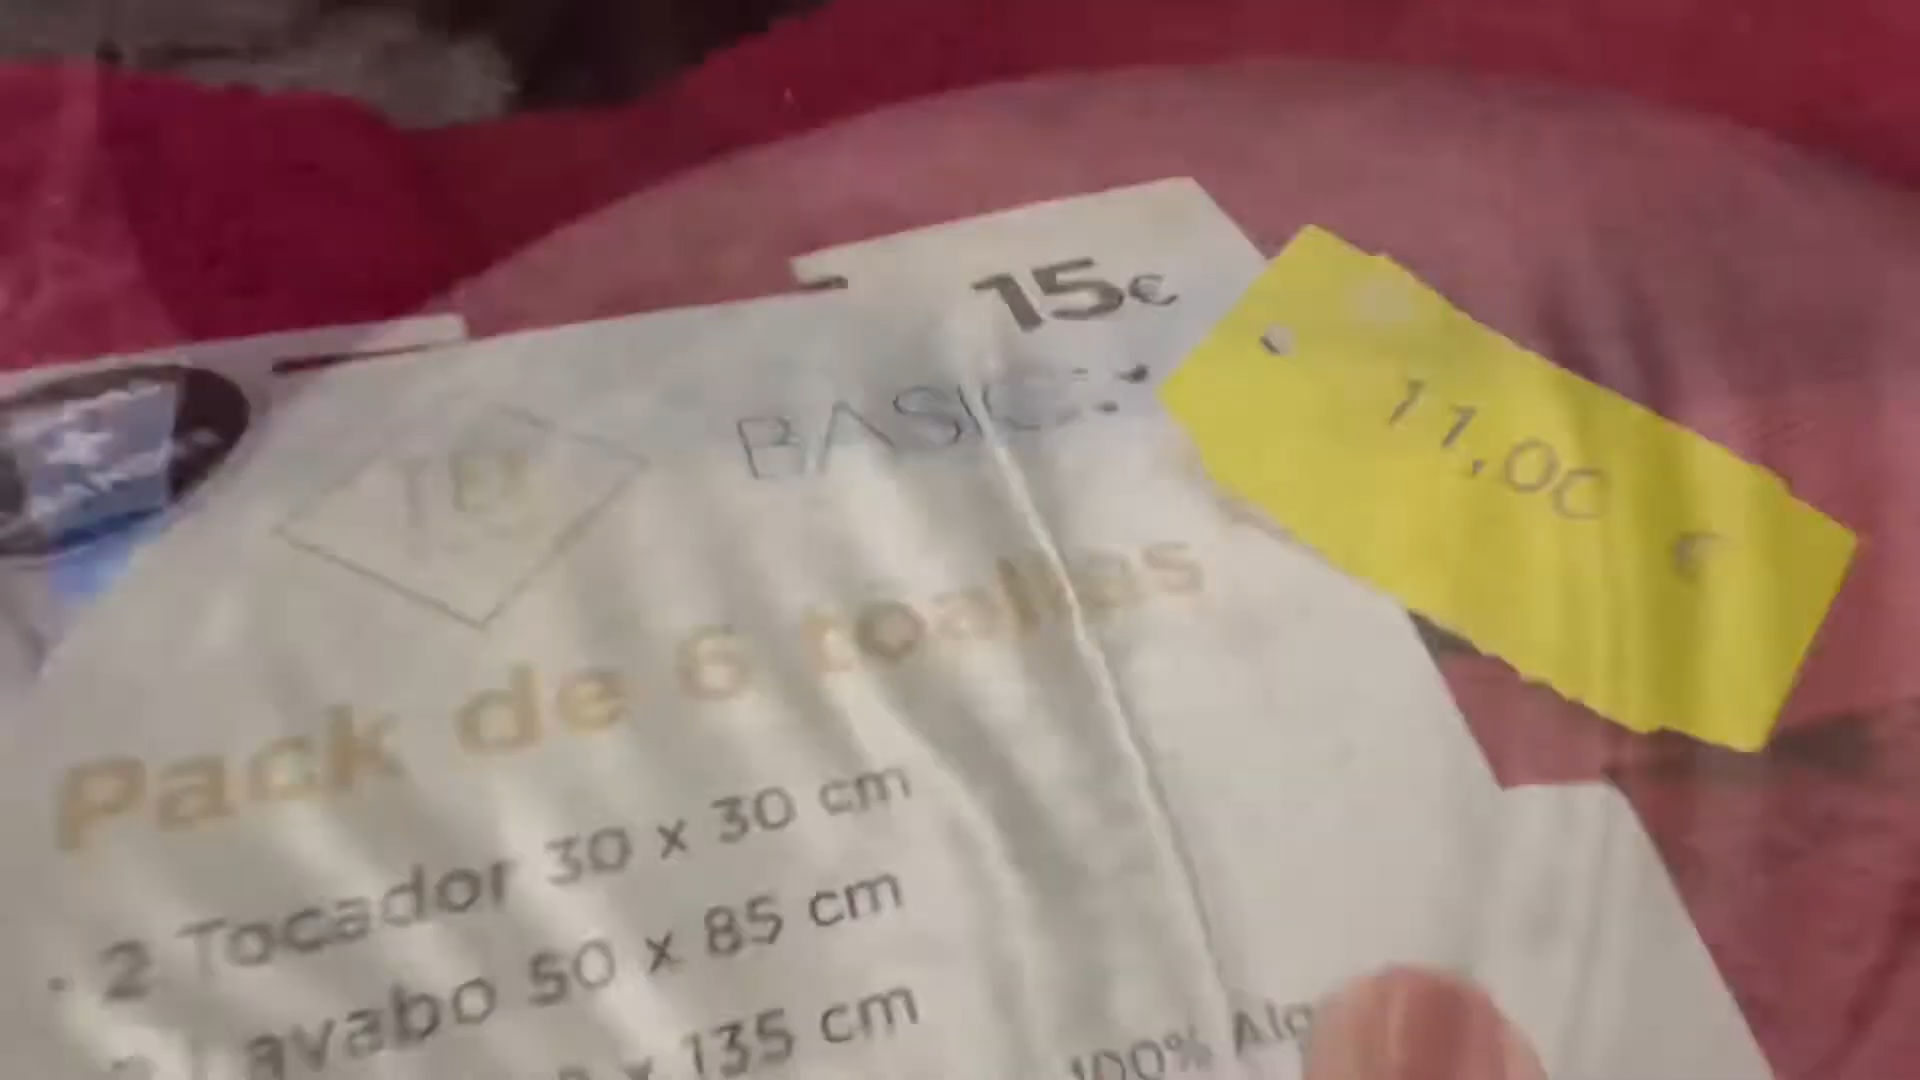 15€
BASIC
11,00 €
Pack de 6 toallas
• 2 Tocador 30 x 30 cm
Lavabo 50 x 85 cm
x 135 cm
100% Alg